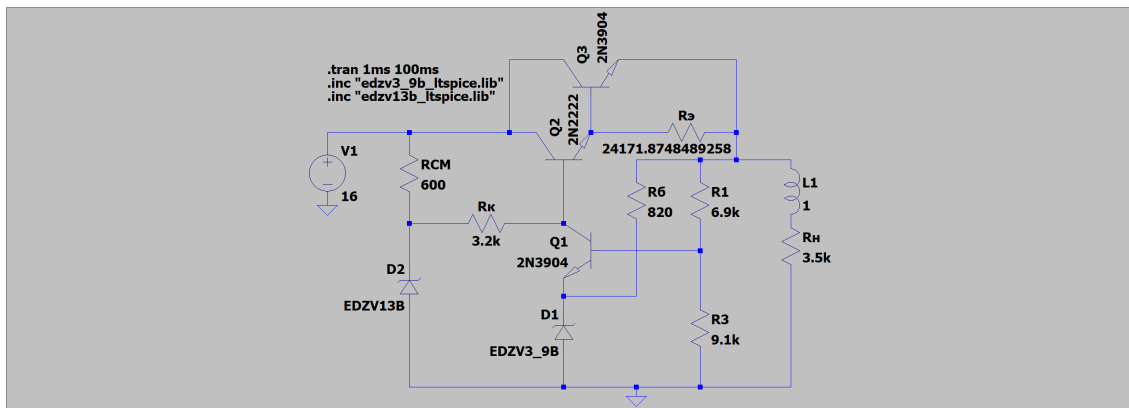 2N3904
Q3
.tran 1ms 100ms
.inc "edzv3_9b_ltspice.lib"
.inc "edzv13b_ltspice.lib"
Q2
2N2222
Rэ
24171.8748489258
V1
16
RCM
600
Rк
3.2k
Q1
2N3904
Rб
820
R1
6.9k
L1
1
Rн
3.5k
D2
EDZV13B
D1
EDZV3_9B
R3
9.1k